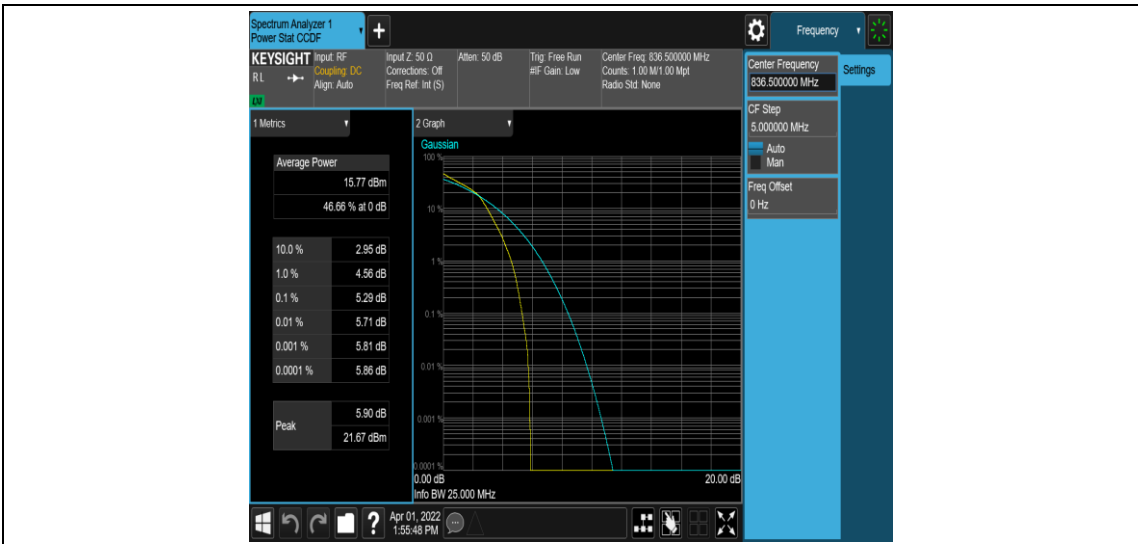 Spectrum Analyzer 1
Power Stat CCDF
+
Frequency
KEYSIGHT
RL
Input: RF
Coupling: DC
Align: Auto
Input Z: 50 Ω
Corrections: Off
Freq Ref: Int (S)
Atten: 50 dB
Trig: Free Run
#IF Gain: Low
Center Freq: 836.500000 MHz
Counts: 1.00 M/1.00 Mpt
Radio Std: None
Center Frequency
836.500000 MHz
Settings
CF Step
5.000000 MHz
Auto
Man
Freq Offset
0 Hz
1 Metrics
Average Power
15.77 dBm
46.66 % at 0 dB
10.0 % 2.95 dB
1.0 % 4.56 dB
0.1 % 5.29 dB
0.01 % 5.71 dB
0.001 % 5.81 dB
0.0001 % 5.86 dB
Peak
5.90 dB
21.67 dBm
2 Graph
Gaussian
100 %
10 %
1 %
0.1 %
0.01 %
0.001 %
0.0001 %
0.00 dB
20.00 dB
Info BW 25.000 MHz
?
Apr 01, 2022
1:55:48 PM